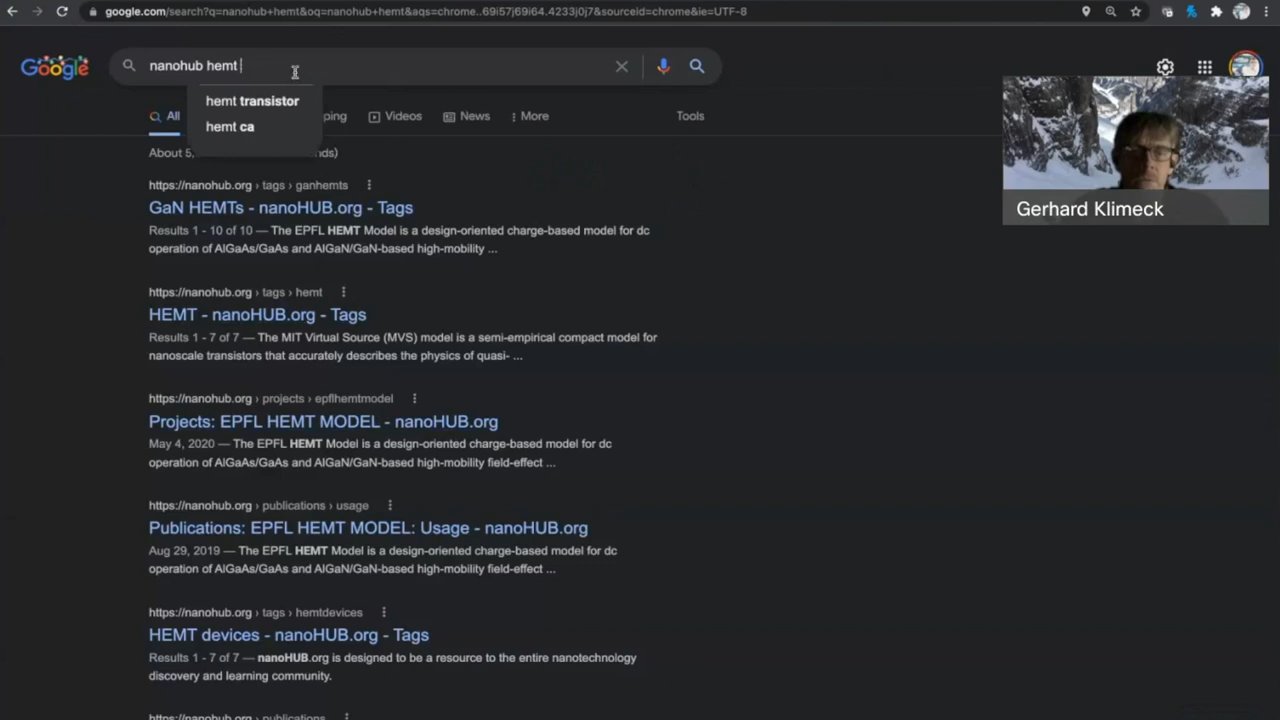 google.com/search?q=nanohub+hemt&oq=nanohub+hemt&aqs=chrome..69i57j69i64.4233j0j7&sourceid=chrome&ie=UTF-8
Google
nanohub hemt
hemt transistor
hemt ca
All
ping
Videos
News
More
Tools
About 5,
nds)
https://nanohub.org › tags › ganhemts
GaN HEMTs - nanoHUB.org - Tags
Results 1 - 10 of 10 — The EPFL HEMT Model is a design-oriented charge-based model for dc
operation of AlGaAs/GaAs and AlGaN/GaN-based high-mobility ...
https://nanohub.org › tags › hemt
HEMT - nanoHUB.org - Tags
Results 1 - 7 of 7 — The MIT Virtual Source (MVS) model is a semi-empirical compact model for
nanoscale transistors that accurately describes the physics of quasi- ...
https://nanohub.org › projects › epflhemtmodel
Projects: EPFL HEMT MODEL - nanoHUB.org
May 4, 2020 — The EPFL HEMT Model is a design-oriented charge-based model for dc
operation of AlGaAs/GaAs and AlGaN/GaN-based high-mobility field-effect ...
https://nanohub.org › publications › usage
Publications: EPFL HEMT MODEL: Usage - nanoHUB.org
Aug 29, 2019 — The EPFL HEMT Model is a design-oriented charge-based model for dc
operation of AlGaAs/GaAs and AlGaN/GaN-based high-mobility field-effect ...
https://nanohub.org › tags › hemtdevices
HEMT devices - nanoHUB.org - Tags
Results 1 - 7 of 7 — nanoHUB.org is designed to be a resource to the entire nanotechnology
discovery and learning community.
https://nanohub.org › publications
Gerhard Klimeck